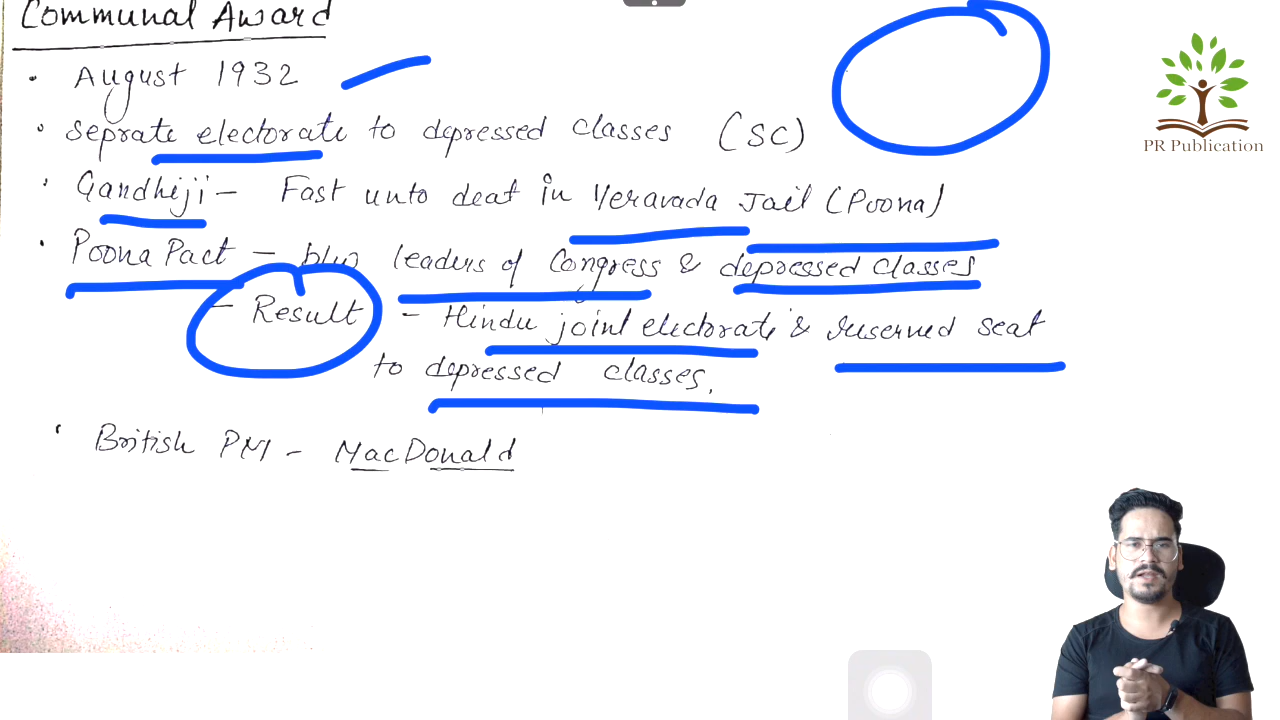 Communal Award
• August 1932
• Seprate electorate to depressed classes (SC)
• Gandhiji - Fast unto deat in Yeravada Jail (Poona)
• Poona Pact - b/w leaders of Congress & depressed classes
- Result - Hindu joint electorate & reserved seat
to depressed classes.
• British PM - MacDonald
PR Publication